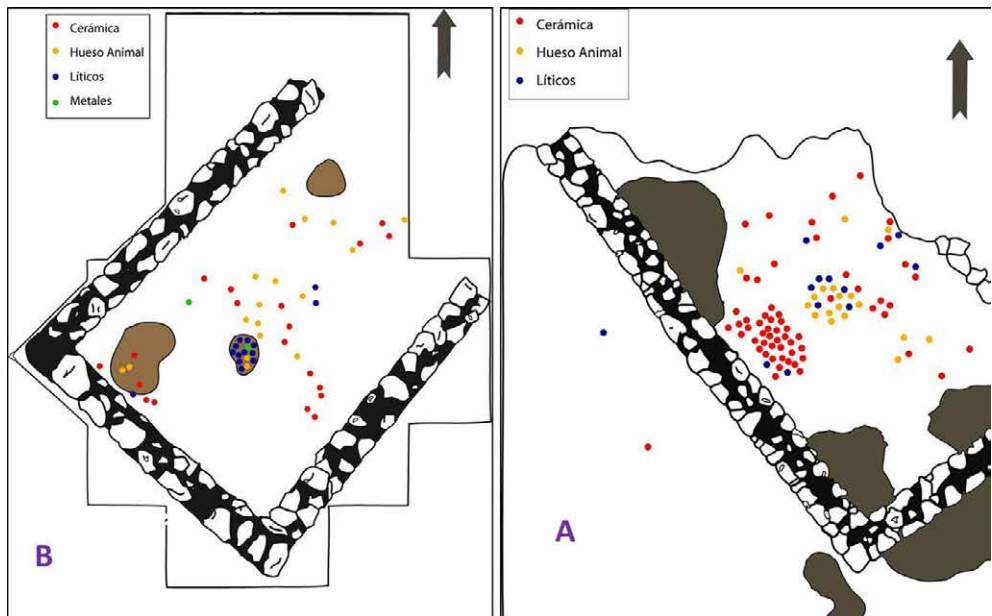 Cerámica
Hueso Animal
Líticos
Metales
B
Cerámica
Hueso Animal
Líticos
A